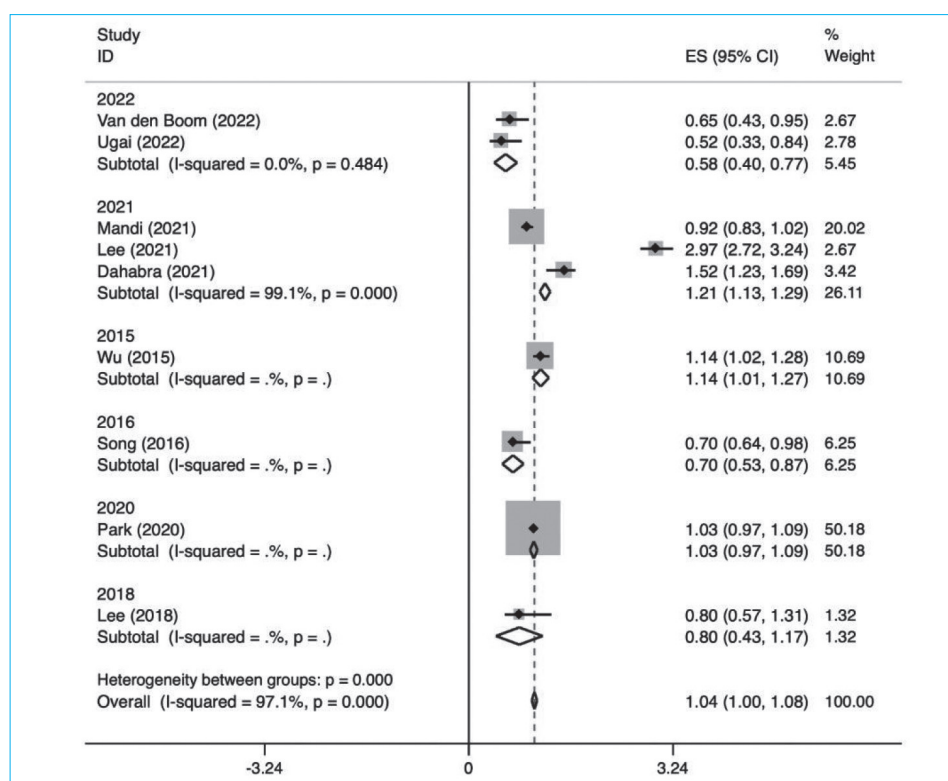 Study %
ID ES (95% CI) Weight
2022
Van den Boom (2022) 0.65 (0.43, 0.95) 2.67
Ugai (2022) 0.52 (0.33, 0.84) 2.78
Subtotal (I-squared = 0.0%, p = 0.484) 0.58 (0.40, 0.77) 5.45
2021
Mandi (2021) 0.92 (0.83, 1.02) 20.02
Lee (2021) 2.97 (2.72, 3.24) 2.67
Dahabra (2021) 1.52 (1.23, 1.69) 3.42
Subtotal (I-squared = 99.1%, p = 0.000) 1.21 (1.13, 1.29) 26.11
2015
Wu (2015) 1.14 (1.02, 1.28) 10.69
Subtotal (I-squared = .%, p = .) 1.14 (1.01, 1.27) 10.69
2016
Song (2016) 0.70 (0.64, 0.98) 6.25
Subtotal (I-squared = .%, p = .) 0.70 (0.53, 0.87) 6.25
2020
Park (2020) 1.03 (0.97, 1.09) 50.18
Subtotal (I-squared = .%, p = .) 1.03 (0.97, 1.09) 50.18
2018
Lee (2018) 0.80 (0.57, 1.31) 1.32
Subtotal (I-squared = .%, p = .) 0.80 (0.43, 1.17) 1.32
Heterogeneity between groups: p = 0.000
Overall (I-squared = 97.1%, p = 0.000) 1.04 (1.00, 1.08) 100.00
-3.24 0 3.24